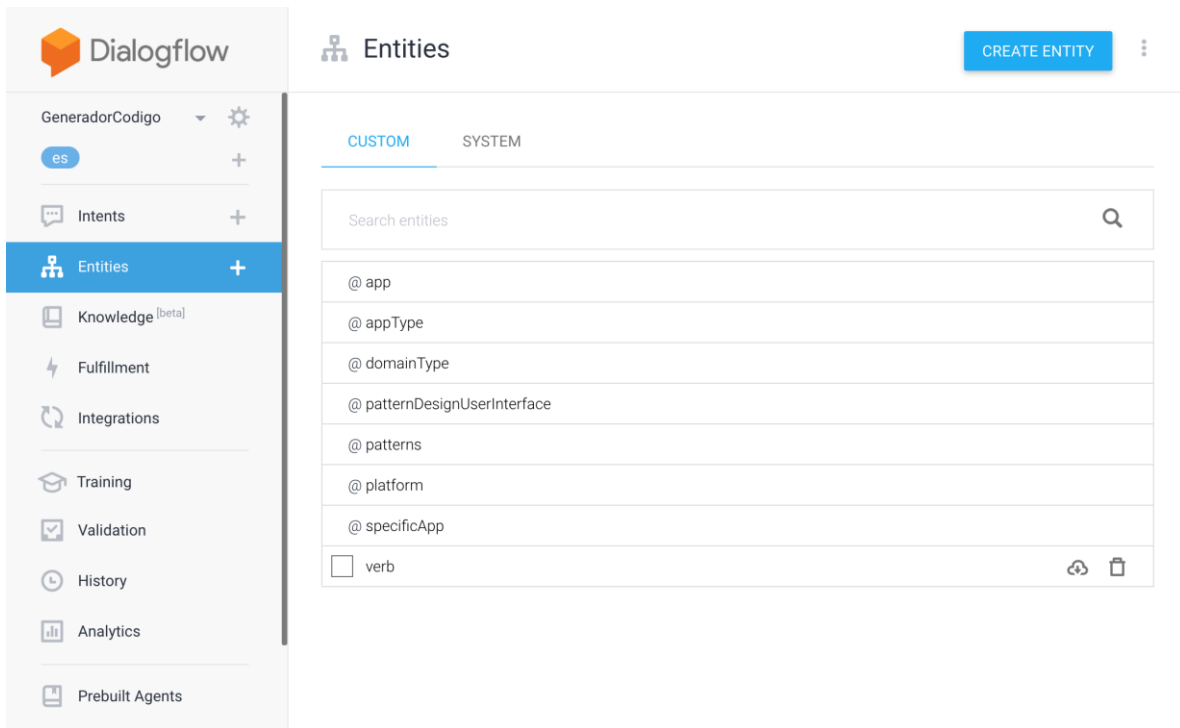 Dialogflow
Entities
CREATE ENTITY
GeneradorCodigo
es
Intents
Entities
Knowledge [beta]
Fulfillment
Integrations
Training
Validation
History
Analytics
Prebuilt Agents
CUSTOM SYSTEM
Search entities
@ app
@ appType
@ domainType
@ patternDesignUserInterface
@ patterns
@ platform
@ specificApp
verb